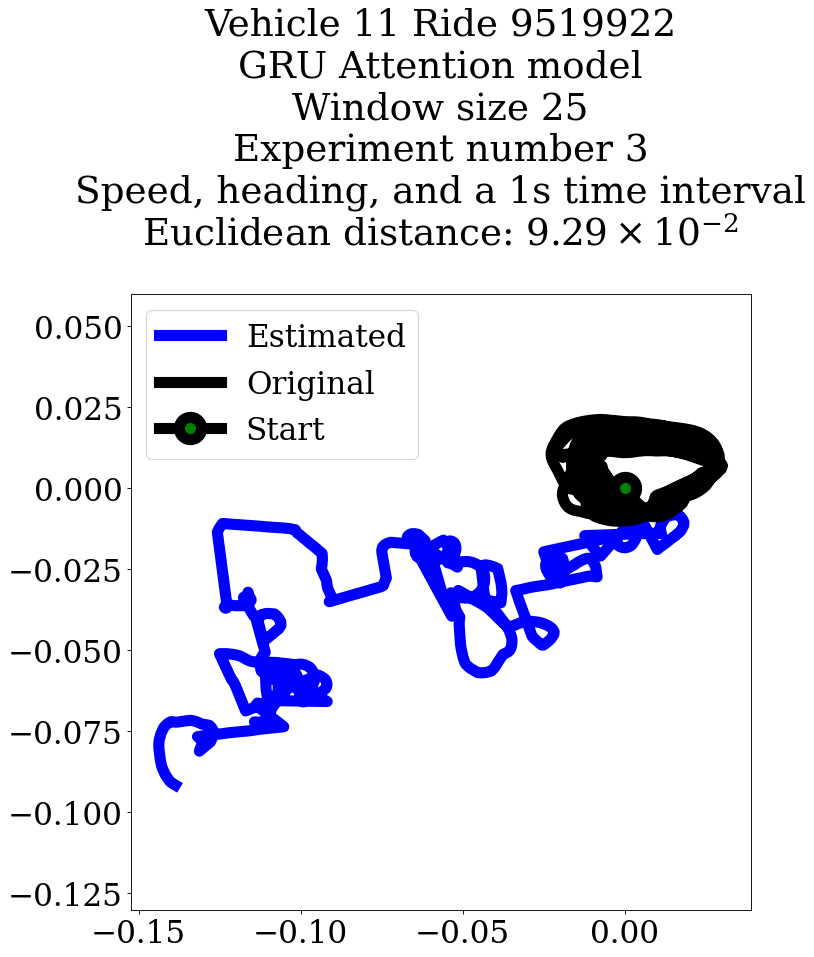 Vehicle 11 Ride 9519922
GRU Attention model
Window size 25
Experiment number 3
Speed, heading, and a 1s time interval
Euclidean distance: 9.29 × 10⁻²
Estimated
Original
Start
0.050
0.025
0.000
−0.025
−0.050
−0.075
−0.100
−0.125
−0.15 −0.10 −0.05 0.00